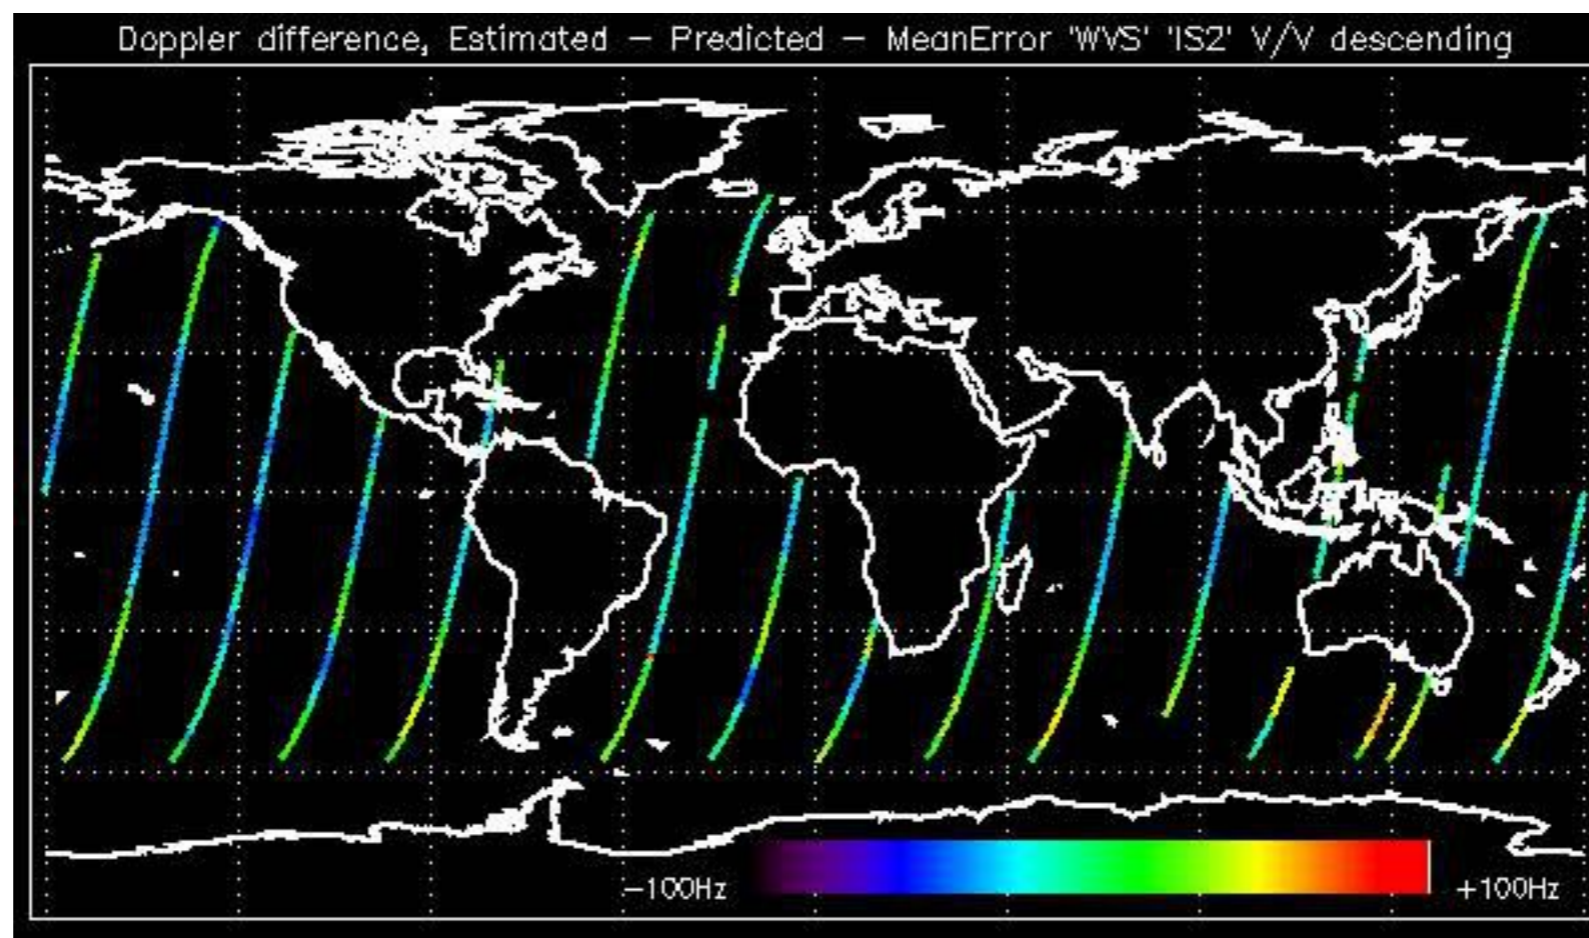 Doppler difference, Estimated – Predicted – MeanError 'WVS' 'IS2' V/V descending
-100Hz +100Hz